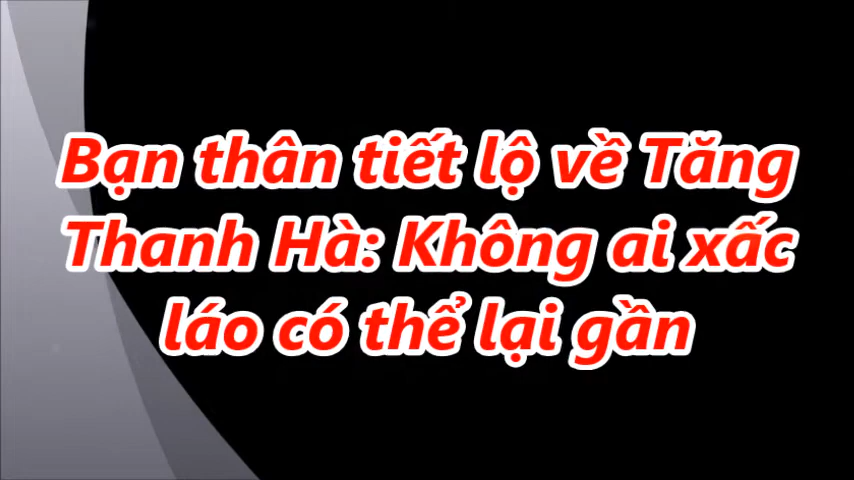 Bạn thân tiết lộ về Tăng
Thanh Hà: Không ai xấc
láo có thể lại gần